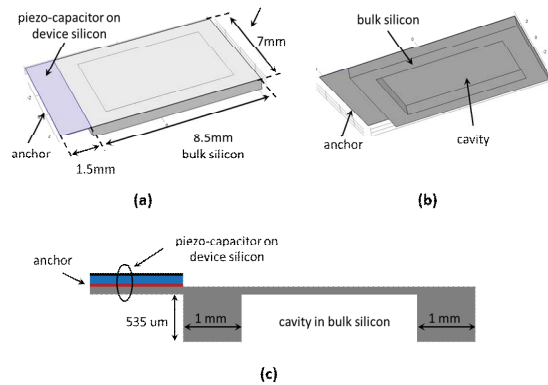 piezo-capacitor on
device silicon
7mm
anchor
1.5mm
8.5mm
bulk silicon
(a)
bulk silicon
anchor
cavity
(b)
piezo-capacitor on
device silicon
anchor
535 um
1 mm
cavity in bulk silicon
1 mm
(c)